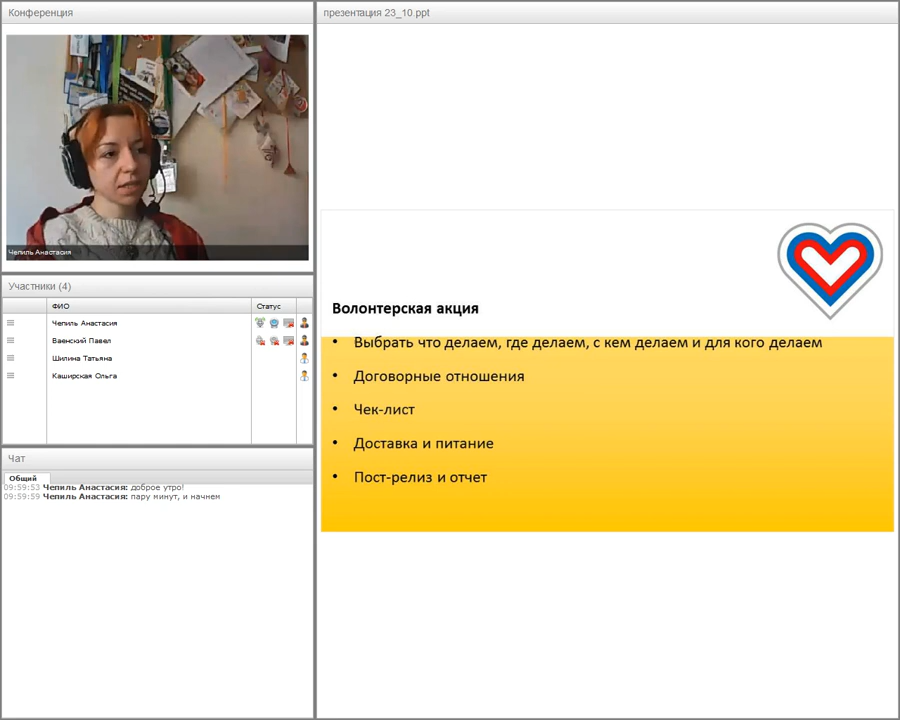 Конференция
Чепиль Анастасия
Участники (4)
ФИО Статус
Чепиль Анастасия
Ваенский Павел
Шилина Татьяна
Каширская Ольга
Чат
Общий
09:59:53 Чепиль Анастасия: доброе утро!
09:59:59 Чепиль Анастасия: пару минут, и начнем
презентация 23_10.ppt
Волонтерская акция
• Выбрать что делаем, где делаем, с кем делаем и для кого делаем
• Договорные отношения
• Чек-лист
• Доставка и питание
• Пост-релиз и отчет